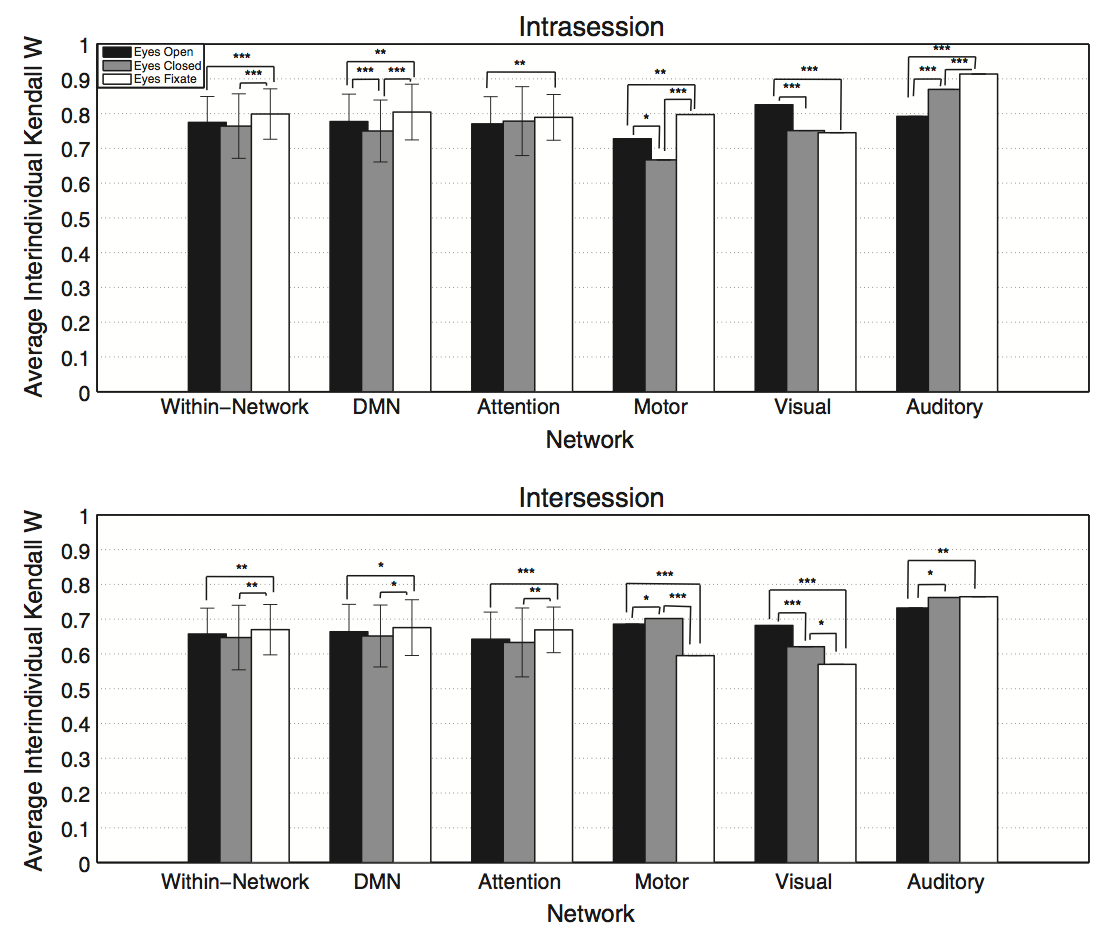 Intrasession
Average Interindividual Kendall W
1
0.9
0.8
0.7
0.6
0.5
0.4
0.3
0.2
0.1
0
Eyes Open
Eyes Closed
Eyes Fixate
*** ***
** *** ***
**
** * ***
*** ***
*** *** ***
Within-Network DMN Attention Motor Visual Auditory
Network
Intersession
Average Interindividual Kendall W
1
0.9
0.8
0.7
0.6
0.5
0.4
0.3
0.2
0.1
0
** **
* *
*** **
*** * ***
*** *** *
** *
Within-Network DMN Attention Motor Visual Auditory
Network